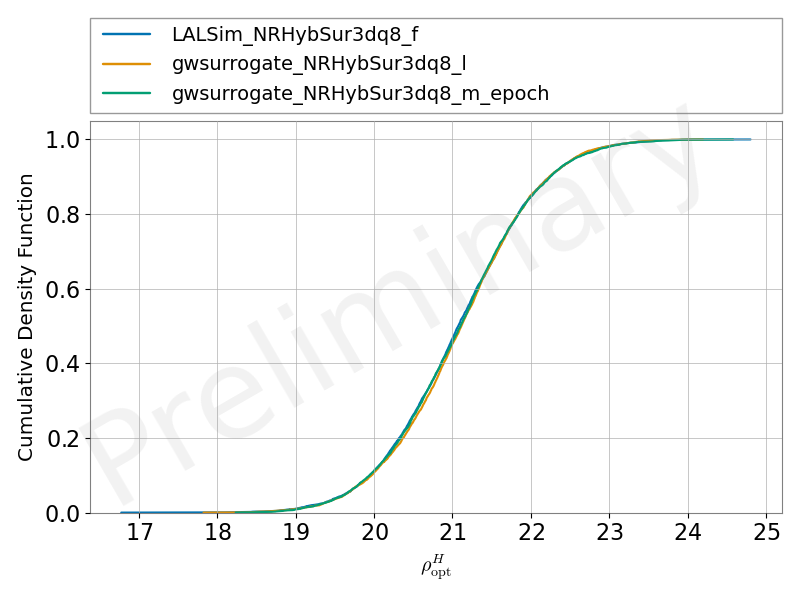 LALSim_NRHybSur3dq8_f
gwsurrogate_NRHybSur3dq8_l
gwsurrogate_NRHybSur3dq8_m_epoch
Preliminary
Cumulative Density Function
1.0
0.8
0.6
0.4
0.2
0.0
17 18 19 20 21 22 23 24 25
ρ_opt^H